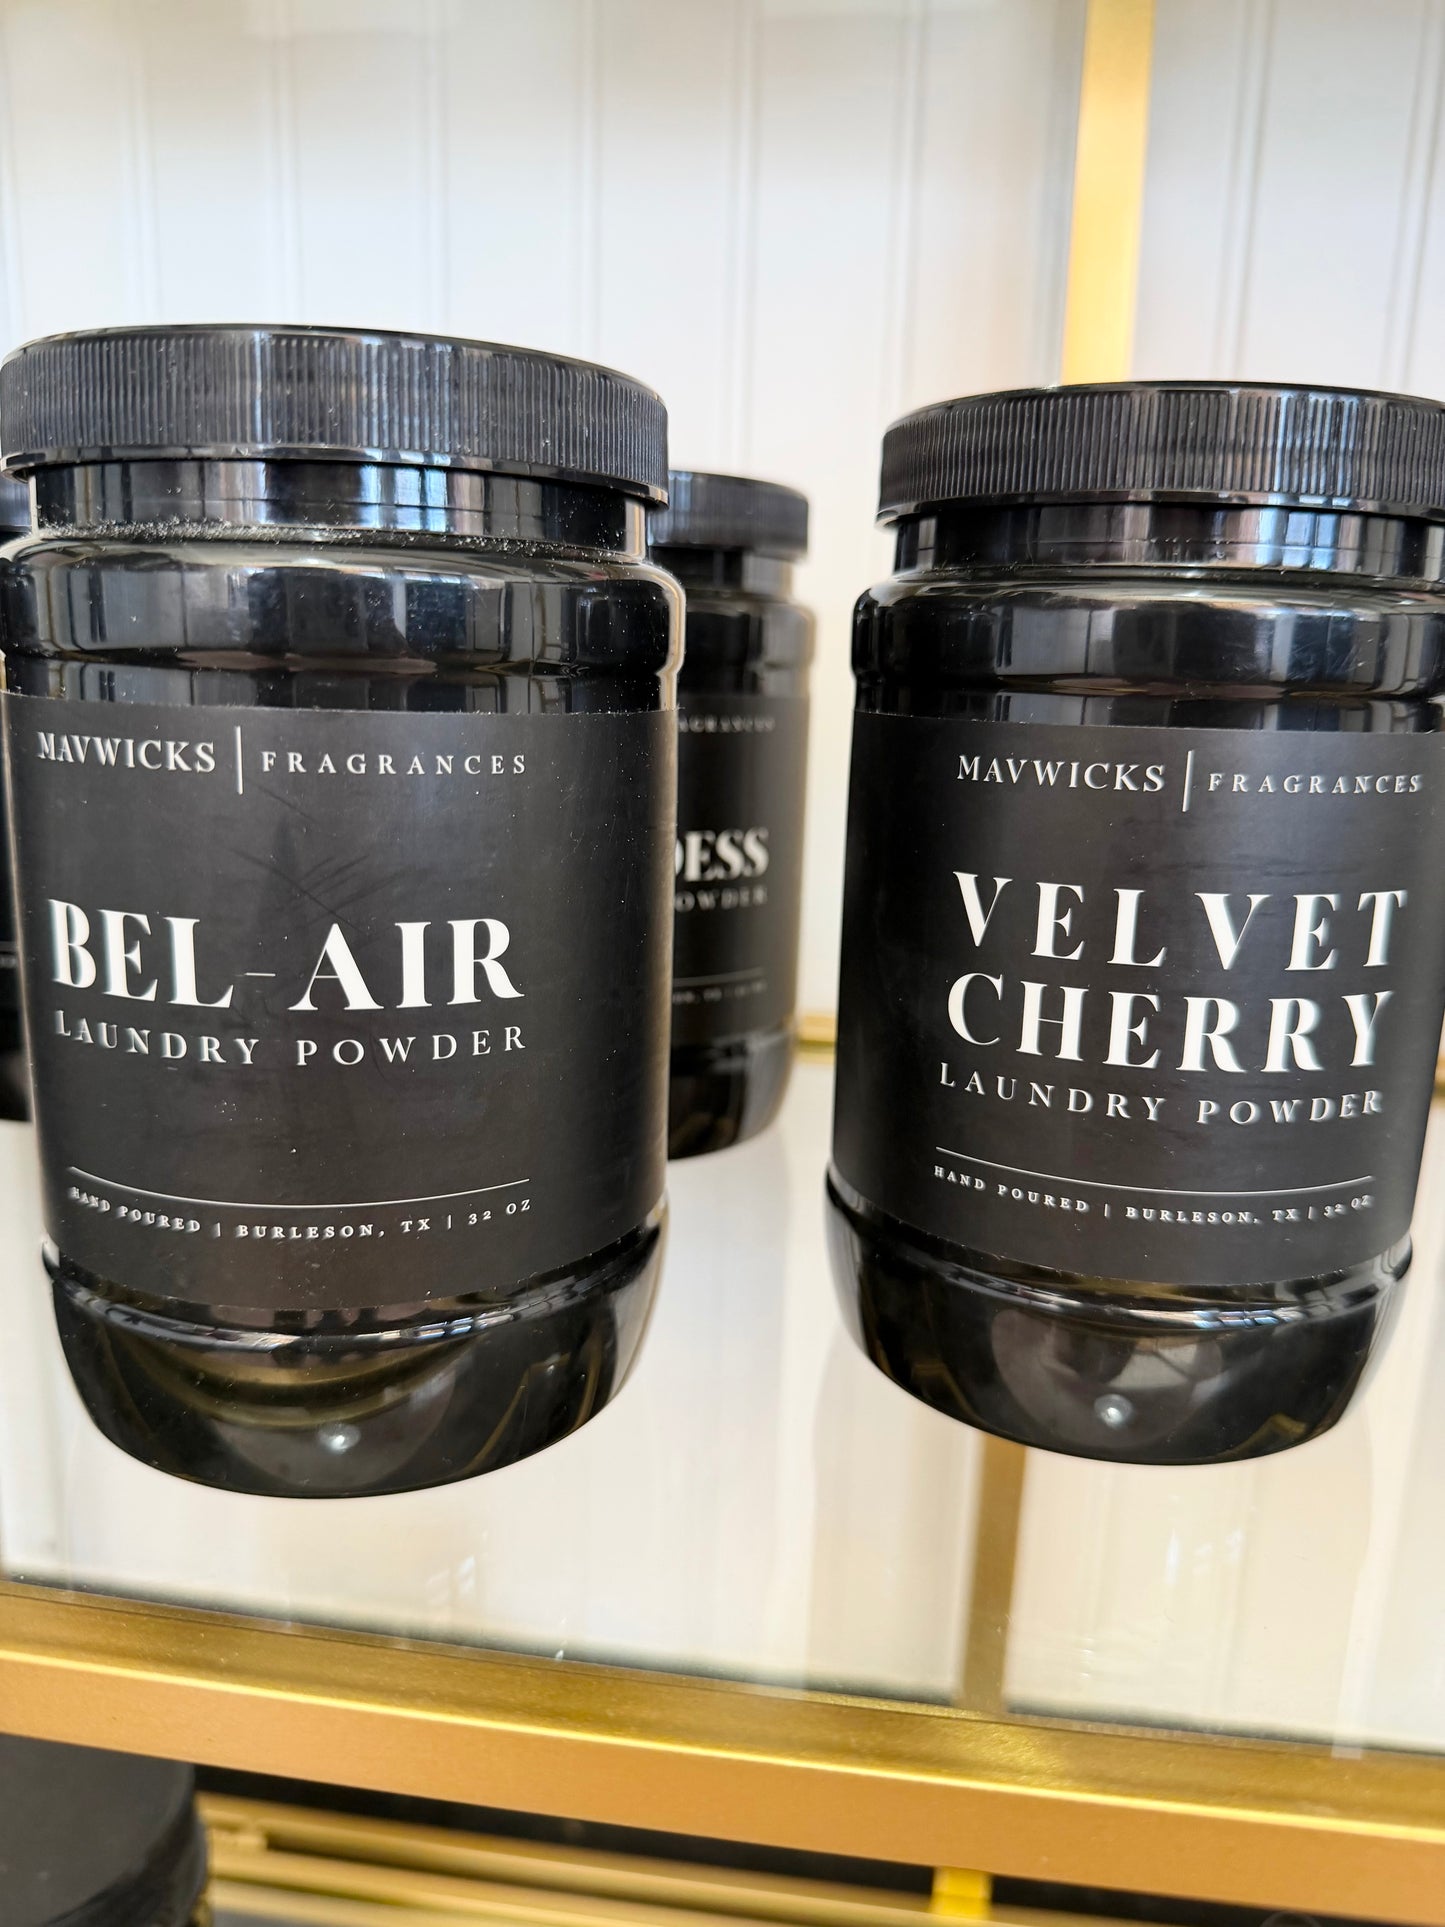 MAVWICKS | FRAGRANCES
BEL-AIR
LAUNDRY POWDER
HAND POURED | BURLESON, TX | 32 OZ
MAVWICKS | FRAGRANCES
VELVET
CHERRY
LAUNDRY POWDER
HAND POURED | BURLESON, TX | 32 OZ